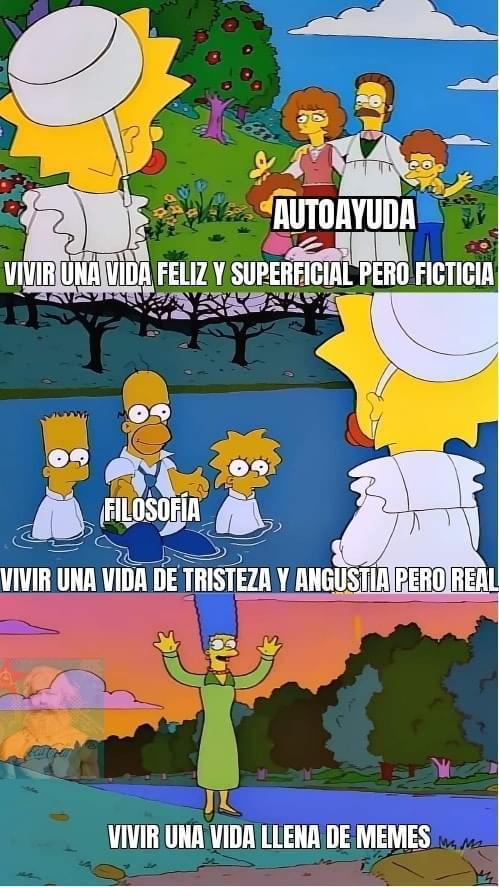 AUTOAYUDA
VIVIR UNA VIDA FELIZ Y SUPERFICIAL PERO FICTICIA
FILOSOFÍA
VIVIR UNA VIDA DE TRISTEZA Y ANGUSTIA PERO REAL
VIVIR UNA VIDA LLENA DE MEMES